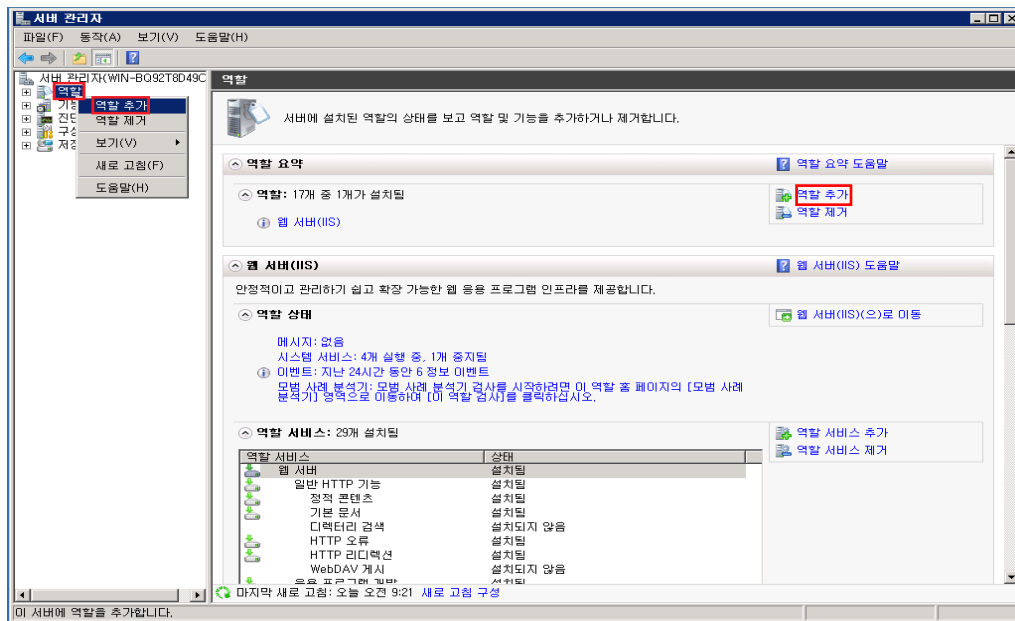 서버 관리자
파일(F) 동작(A) 보기(V) 도움말(H)
서버 관리자(WIN-BQ92T8D49C
역할
역할 추가
역할 제거
보기(V)
새로 고침(F)
도움말(H)
역할
서버에 설치된 역할의 상태를 보고 역할 및 기능을 추가하거나 제거합니다.
역할 요약
역할 요약 도움말
역할: 17개 중 1개가 설치됨
역할 추가
역할 제거
웹 서버(IIS)
웹 서버(IIS)
웹 서버(IIS) 도움말
안정적이고 관리하기 쉽고 확장 가능한 웹 응용 프로그램 인프라를 제공합니다.
역할 상태
웹 서버(IIS)(으)로 이동
메시지: 없음
시스템 서비스: 4개 실행 중, 1개 중지됨
이벤트: 지난 24시간 동안 6 정보 이벤트
모범 사례 분석기: 모범 사례 분석기 검사를 시작하려면 이 역할 홈 페이지의 [모범 사례
분석기] 영역으로 이동하여 [이 역할 검사]를 클릭하십시오.
역할 서비스: 29개 설치됨
역할 서비스 추가
역할 서비스 제거
역할 서비스 상태
웹 서버 설치됨
일반 HTTP 기능 설치됨
정적 콘텐츠 설치됨
기본 문서 설치됨
디렉터리 검색 설치되지 않음
HTTP 오류 설치됨
HTTP 리디렉션 설치됨
WebDAV 게시 설치되지 않음
응용 프로그램 개발 설치됨
마지막 새로 고침: 오늘 오전 9:21 새로 고침 구성
이 서버에 역할을 추가합니다.